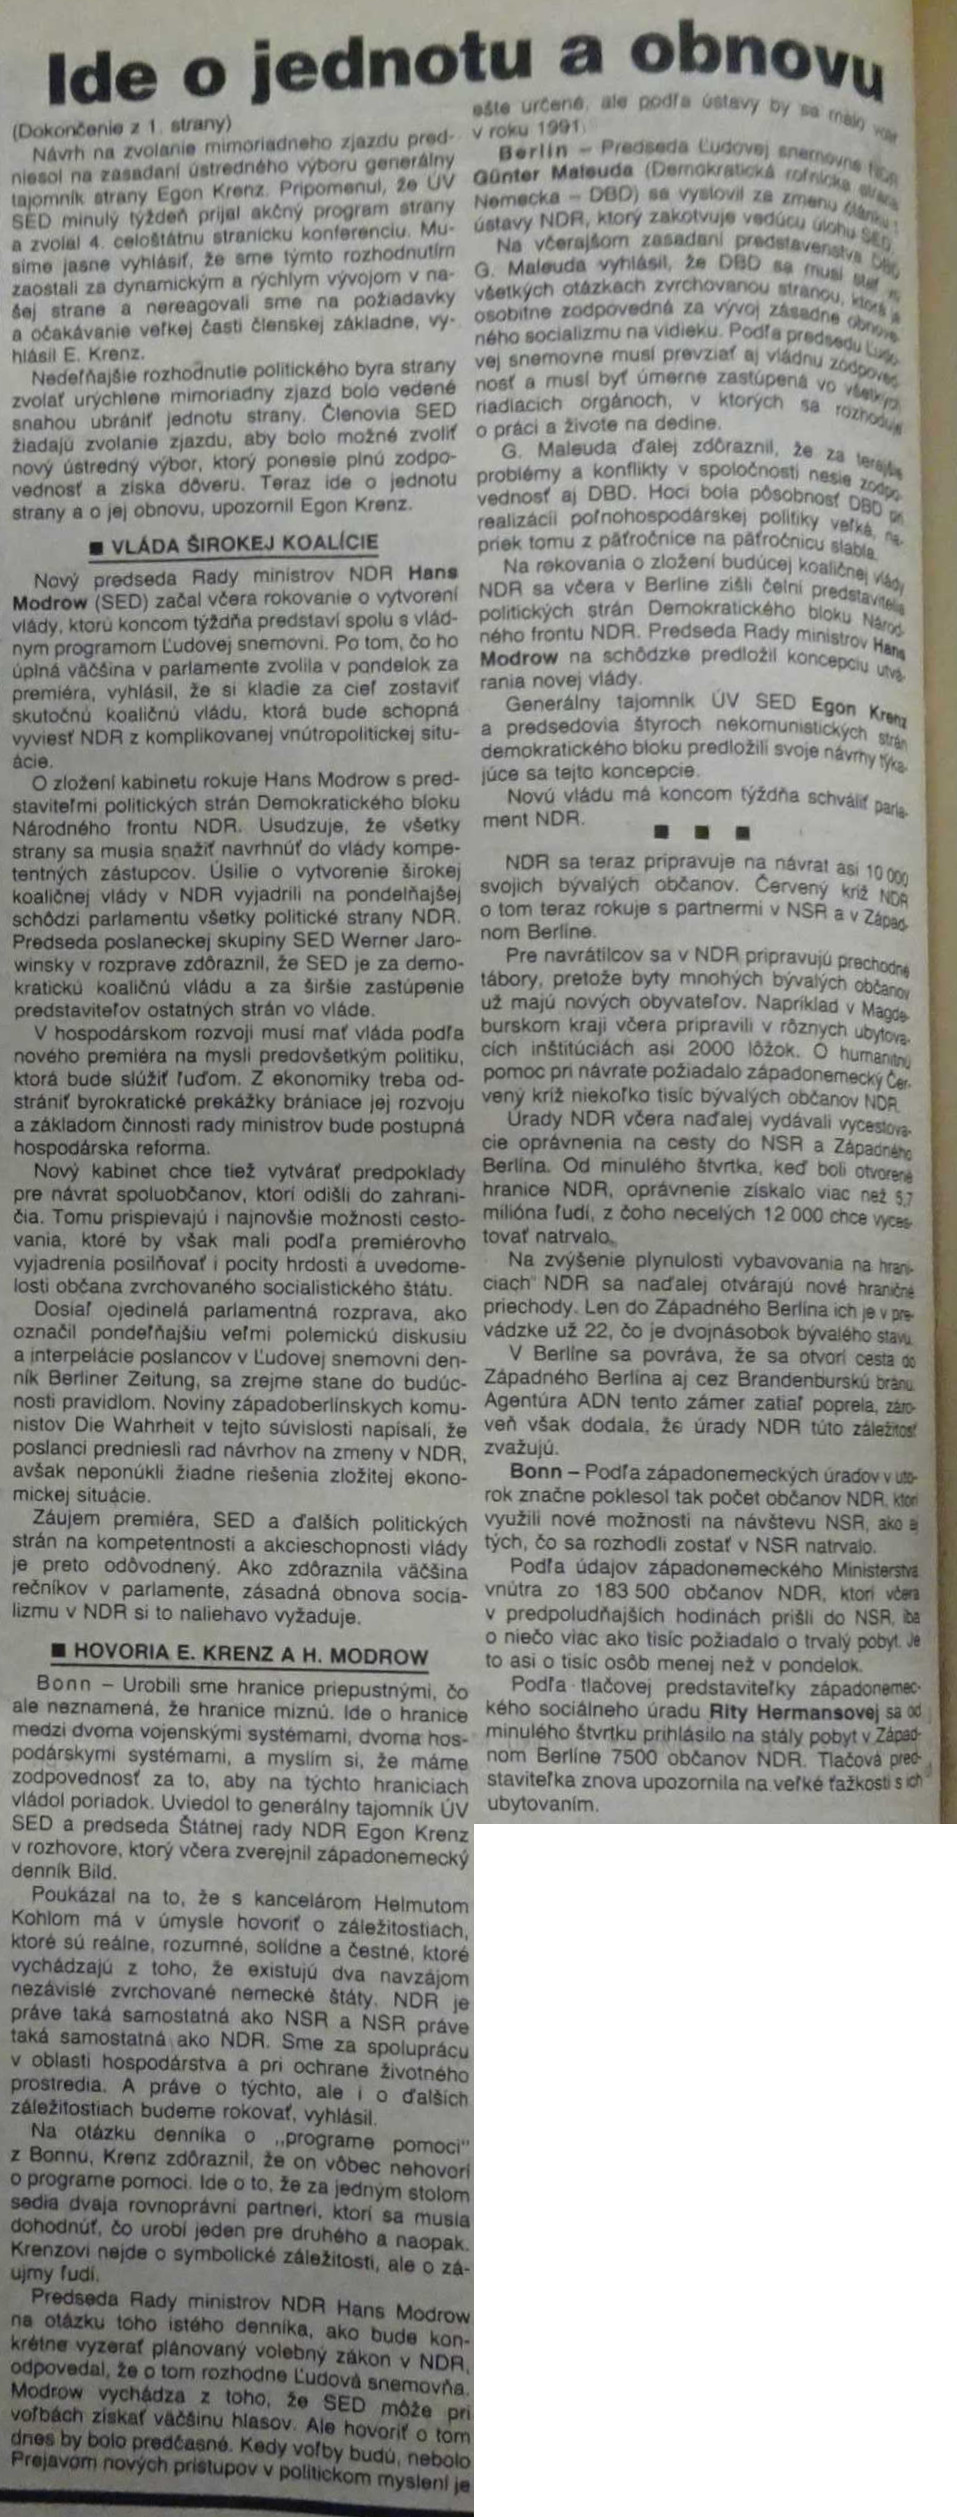 Ide o jednotu a obnovu
(Dokončenie z 1. strany)
Návrh na zvolanie mimoriadneho zjazdu pred-
niesol na zasadaní ústredného výboru generálny
tajomník strany Egon Krenz. Pripomenul, že ÚV
SED minulý týždeň prijal akčný program strany
a zvolal 4. celoštátnu stranícku konferenciu. Mu-
síme jasne vyhlásiť, že sme týmto rozhodnutím
zaostali za dynamickým a rýchlym vývojom v na-
šej strane a nereagovali sme na požiadavky
a očakávanie veľkej časti členskej základne, vy-
hlásil E. Krenz.
Nedeľňajšie rozhodnutie politického byra strany
zvolať urýchlene mimoriadny zjazd bolo vedené
snahou ubrániť jednotu strany. Členovia SED
žiadajú zvolanie zjazdu, aby bolo možné zvoliť
nový ústredný výbor, ktorý ponesie plnú zodpo-
vednosť a získa dôveru. Teraz ide o jednotu
strany a o jej obnovu, upozornil Egon Krenz.
■ VLÁDA ŠIROKEJ KOALÍCIE
Nový predseda Rady ministrov NDR Hans
Modrow (SED) začal včera rokovanie o vytvorení
vlády, ktorú koncom týždňa predstaví spolu s vlád-
nym programom Ľudovej snemovni. Po tom, čo ho
úplná väčšina v parlamente zvolila v pondelok za
premiéra, vyhlásil, že si kladie za cieľ zostaviť
skutočnú koaličnú vládu, ktorá bude schopná
vyviesť NDR z komplikovanej vnútropolitickej situ-
ácie.
O zložení kabinetu rokuje Hans Modrow s pred-
staviteľmi politických strán Demokratického bloku
Národného frontu NDR. Usudzuje, že všetky
strany sa musia snažiť navrhnúť do vlády kompe-
tentných zástupcov. Úsilie o vytvorenie širokej
koaličnej vlády v NDR vyjadrili na pondelňajšej
schôdzi parlamentu všetky politické strany NDR.
Predseda poslaneckej skupiny SED Werner Jaro-
winsky v rozprave zdôraznil, že SED je za demo-
kratickú koaličnú vládu a za širšie zastúpenie
predstaviteľov ostatných strán vo vláde.
V hospodárskom rozvoji musí mať vláda podľa
nového premiéra na mysli predovšetkým politiku,
ktorá bude slúžiť ľuďom. Z ekonomiky treba od-
strániť byrokratické prekážky brániace jej rozvoju
a základom činnosti rady ministrov bude postupná
hospodárska reforma.
Nový kabinet chce tiež vytvárať predpoklady
pre návrat spoluobčanov, ktorí odišli do zahrani-
čia. Tomu prispievajú i najnovšie možnosti cesto-
vania, ktoré by však mali podľa premiérovho
vyjadrenia posilňovať i pocity hrdosti a uvedome-
losti občana zvrchovaného socialistického štátu.
Dosiaľ ojedinelá parlamentná rozprava, ako
označil pondeľňajšiu veľmi polemickú diskusiu
a interpelácie poslancov v Ľudovej snemovni den-
ník Berliner Zeitung, sa zrejme stane do budúc-
nosti pravidlom. Noviny západoberlínskych komu-
nistov Die Wahrheit v tejto súvislosti napísali, že
poslanci predniesli rad návrhov na zmeny v NDR,
avšak neponúkli žiadne riešenia zložitej ekono-
mickej situácie.
Záujem premiéra, SED a ďalších politických
strán na kompetentnosti a akcieschopnosti vlády
je preto odôvodnený. Ako zdôraznila väčšina
rečníkov v parlamente, zásadná obnova socia-
lizmu v NDR si to naliehavo vyžaduje.
■ HOVORIA E. KRENZ A H. MODROW
Bonn – Urobili sme hranice priepustnými, čo
ale neznamená, že hranice miznú. Ide o hranice
medzi dvoma vojenskými systémami, dvoma hos-
podárskymi systémami, a myslím si, že máme
zodpovednosť za to, aby na týchto hraniciach
vládol poriadok. Uviedol to generálny tajomník ÚV
SED a predseda Štátnej rady NDR Egon Krenz
v rozhovore, ktorý včera zverejnil západonemecký
denník Bild.
Poukázal na to, že s kancelárom Helmutom
Kohlom má v úmysle hovoriť o záležitostiach,
ktoré sú reálne, rozumné, solídne a čestné, ktoré
vychádzajú z toho, že existujú dva navzájom
nezávislé zvrchované nemecké štáty. NDR je
práve taká samostatná ako NSR a NSR práve
taká samostatná ako NDR. Sme za spoluprácu
v oblasti hospodárstva a pri ochrane životného
prostredia. A práve o týchto, ale i o ďalších
záležitostiach budeme rokovať, vyhlásil.
Na otázku denníka o „programe pomoci“
z Bonnu, Krenz zdôraznil, že on vôbec nehovorí
o programe pomoci. Ide o to, že za jedným stolom
sedia dvaja rovnoprávni partneri, ktorí sa musia
dohodnúť, čo urobí jeden pre druhého a naopak.
Krenzovi nejde o symbolické záležitosti, ale o zá-
ujmy ľudí.
Predseda Rady ministrov NDR Hans Modrow
na otázku toho istého denníka, ako bude kon-
krétne vyzerať plánovaný volebný zákon v NDR,
odpovedal, že o tom rozhodne Ľudová snemovňa.
Modrow vychádza z toho, že SED môže pri
voľbách získať väčšinu hlasov. Ale hovoriť o tom
dnes by bolo predčasné. Kedy voľby budú, nebolo
Prejavom nových prístupov v politickom myslení je
ešte určené, ale podľa ústavy by sa malo
v roku 1991.
Berlín – Predseda Ľudovej snemovne NDR
Günter Maleuda (Demokratická roľnícka strana
Nemecka – DBD) sa vyslovil za zmenu článku 1
ústavy NDR, ktorý zakotvuje vedúcu úlohu SED.
Na včerajšom zasadaní predstavenstva DBD
G. Maleuda vyhlásil, že DBD sa musí stať vo
všetkých otázkach zvrchovanou stranou, ktorá je
osobitne zodpovedná za vývoj zásadne obnove-
ného socializmu na vidieku. Podľa predsedu Ľudo-
vej snemovne musí prevziať aj vládnu zodpoved-
nosť a musí byť úmerne zastúpená vo všetkých
riadiacich orgánoch, v ktorých sa rozhoduje
o práci a živote na dedine.
G. Maleuda ďalej zdôraznil, že za terajšie
problémy a konflikty v spoločnosti nesie zodpo-
vednosť aj DBD. Hoci bola pôsobnosť DBD pri
realizácii poľnohospodárskej politiky veľká, na-
priek tomu z päťročnice na päťročnicu slabla.
Na rokovania o zložení budúcej koaličnej vlády
NDR sa včera v Berlíne zišli čelní predstavitelia
politických strán Demokratického bloku Národ-
ného frontu NDR. Predseda Rady ministrov Hans
Modrow na schôdzke predložil koncepciu utvá-
rania novej vlády.
Generálny tajomník ÚV SED Egon Krenz
a predsedovia štyroch nekomunistických strán
demokratického bloku predložili svoje návrhy týka-
júce sa tejto koncepcie.
Novú vládu má koncom týždňa schváliť parla-
ment NDR.
■ ■ ■
NDR sa teraz pripravuje na návrat asi 10 000
svojich bývalých občanov. Červený kríž NDR
o tom teraz rokuje s partnermi v NSR a v Západ-
nom Berlíne.
Pre navrátilcov sa v NDR pripravujú prechodné
tábory, pretože byty mnohých bývalých občanov
už majú nových obyvateľov. Napríklad v Magde-
burskom kraji včera pripravili v rôznych ubytova-
cích inštitúciách asi 2000 lôžok. O humanitnú
pomoc pri návrate požiadalo západonemecký Čer-
vený kríž niekoľko tisíc bývalých občanov NDR.
Úrady NDR včera naďalej vydávali vycestova-
cie oprávnenia na cesty do NSR a Západného
Berlína. Od minulého štvrtka, keď boli otvorené
hranice NDR, oprávnenie získalo viac než 5,7
milióna ľudí, z čoho necelých 12 000 chce vyces-
tovať natrvalo.
Na zvýšenie plynulosti vybavovania na hrani-
ciach NDR sa naďalej otvárajú nové hraničné
priechody. Len do Západného Berlína ich je v pre-
vádzke už 22, čo je dvojnásobok bývalého stavu.
V Berlíne sa povráva, že sa otvorí cesta do
Západného Berlína aj cez Brandenburskú bránu.
Agentúra ADN tento zámer zatiaľ poprela, záro-
veň však dodala, že úrady NDR túto záležitosť
zvažujú.
Bonn – Podľa západonemeckých úradov v uto-
rok značne poklesol tak počet občanov NDR, ktorí
využili nové možnosti na návštevu NSR, ako aj
tých, čo sa rozhodli zostať v NSR natrvalo.
Podľa údajov západonemeckého Ministerstva
vnútra zo 183 500 občanov NDR, ktorí včera
v predpoludňajších hodinách prišli do NSR, iba
o niečo viac ako tisíc požiadalo o trvalý pobyt. Je
to asi o tisíc osôb menej než v pondelok.
Podľa tlačovej predstaviteľky západonemec-
kého sociálneho úradu Rity Hermansovej sa od
minulého štvrtku prihlásilo na stály pobyt v Západ-
nom Berlíne 7500 občanov NDR. Tlačová pred-
staviteľka znova upozornila na veľké ťažkosti s ich
ubytovaním.